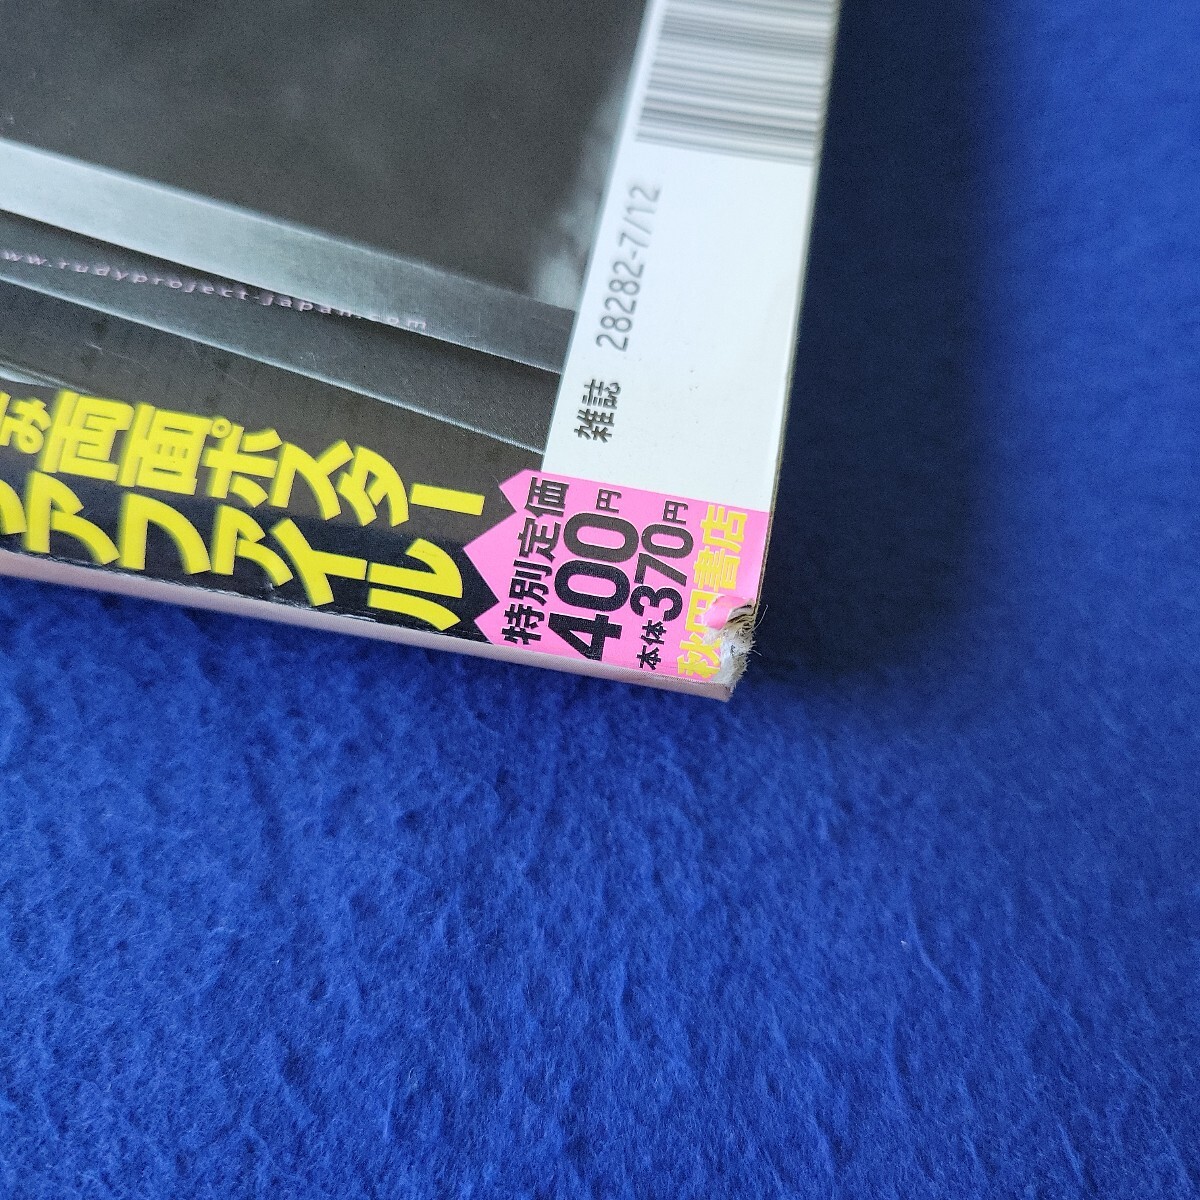 雑誌 28282-7/12
www.rudyproject-japan.com
み両面ポスター
ファイル
特別定価
400円
本体370円
秋田書店